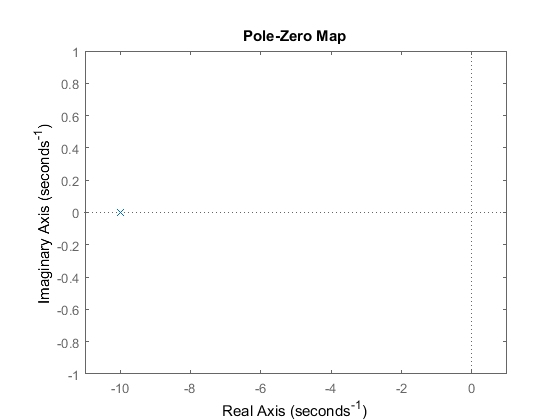 Pole-Zero Map
Imaginary Axis (seconds⁻¹)
1
0.8
0.6
0.4
0.2
0
-0.2
-0.4
-0.6
-0.8
-1
-10 -8 -6 -4 -2 0
Real Axis (seconds⁻¹)